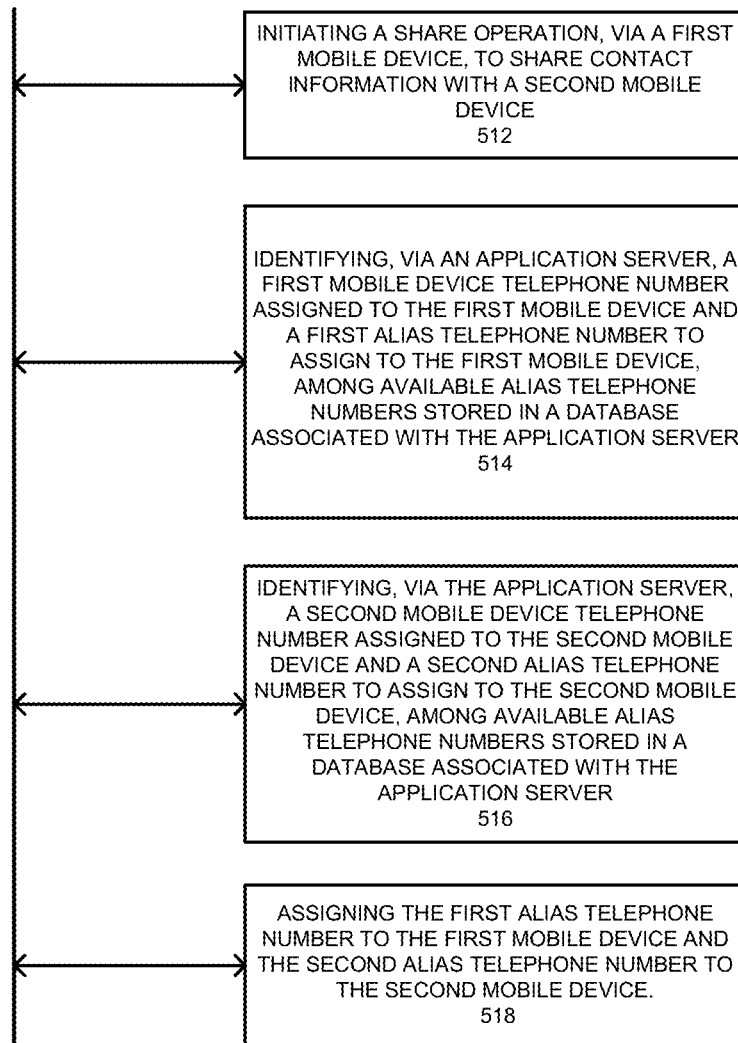 INITIATING A SHARE OPERATION, VIA A FIRST
MOBILE DEVICE, TO SHARE CONTACT
INFORMATION WITH A SECOND MOBILE
DEVICE
512
IDENTIFYING, VIA AN APPLICATION SERVER, A
FIRST MOBILE DEVICE TELEPHONE NUMBER
ASSIGNED TO THE FIRST MOBILE DEVICE AND
A FIRST ALIAS TELEPHONE NUMBER TO
ASSIGN TO THE FIRST MOBILE DEVICE,
AMONG AVAILABLE ALIAS TELEPHONE
NUMBERS STORED IN A DATABASE
ASSOCIATED WITH THE APPLICATION SERVER
514
IDENTIFYING, VIA THE APPLICATION SERVER,
A SECOND MOBILE DEVICE TELEPHONE
NUMBER ASSIGNED TO THE SECOND MOBILE
DEVICE AND A SECOND ALIAS TELEPHONE
NUMBER TO ASSIGN TO THE SECOND MOBILE
DEVICE, AMONG AVAILABLE ALIAS
TELEPHONE NUMBERS STORED IN A
DATABASE ASSOCIATED WITH THE
APPLICATION SERVER
516
ASSIGNING THE FIRST ALIAS TELEPHONE
NUMBER TO THE FIRST MOBILE DEVICE AND
THE SECOND ALIAS TELEPHONE NUMBER TO
THE SECOND MOBILE DEVICE.
518